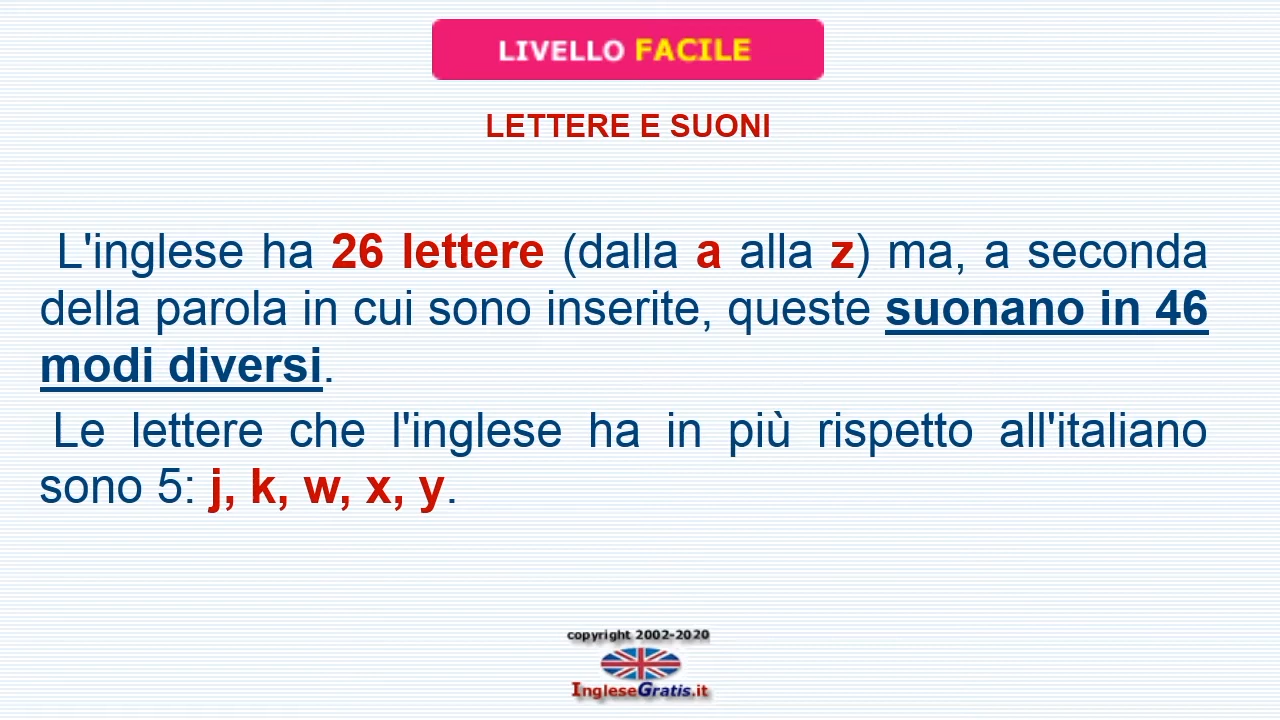 LIVELLO FACILE
LETTERE E SUONI
L'inglese ha 26 lettere (dalla a alla z) ma, a seconda
della parola in cui sono inserite, queste suonano in 46
modi diversi.
Le lettere che l'inglese ha in più rispetto all'italiano
sono 5: j, k, w, x, y.
copyright 2002-2020
IngleseGratis.it